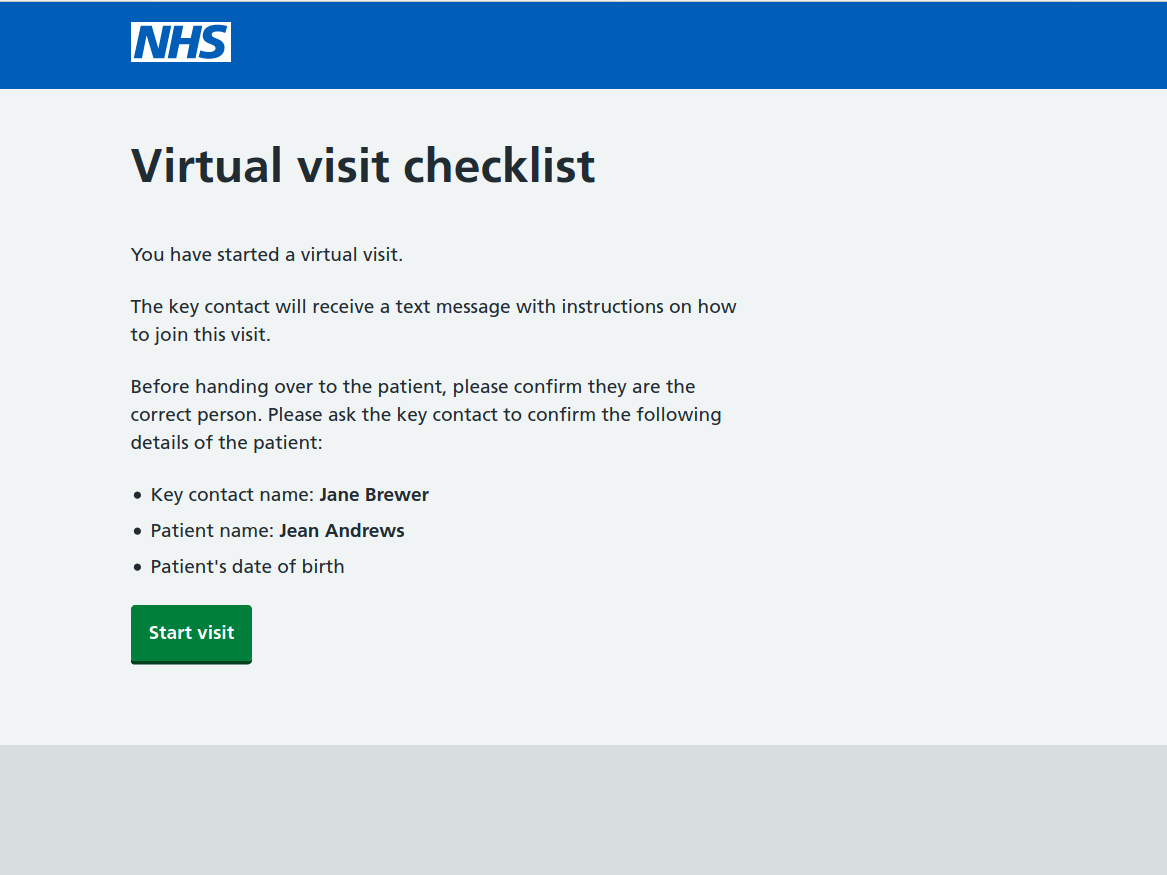 NHS
Virtual visit checklist
You have started a virtual visit.
The key contact will receive a text message with instructions on how
to join this visit.
Before handing over to the patient, please confirm they are the
correct person. Please ask the key contact to confirm the following
details of the patient:
• Key contact name: Jane Brewer
• Patient name: Jean Andrews
• Patient's date of birth
Start visit